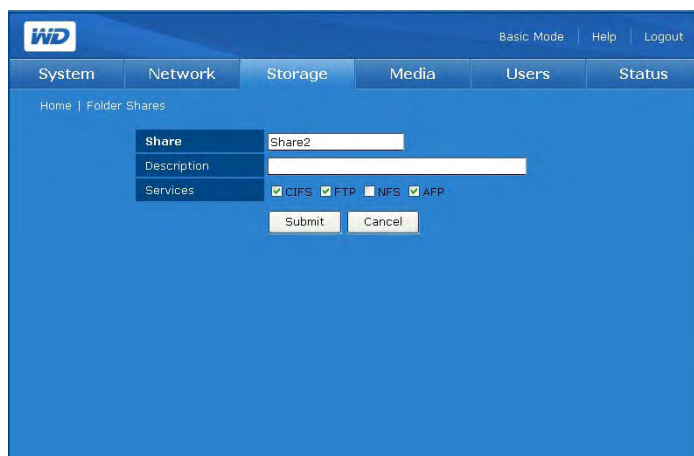 WD
Basic Mode | Help | Logout
System Network Storage Media Users Status
Home | Folder Shares
Share Share2
Description
Services CIFS FTP NFS AFP
Submit Cancel